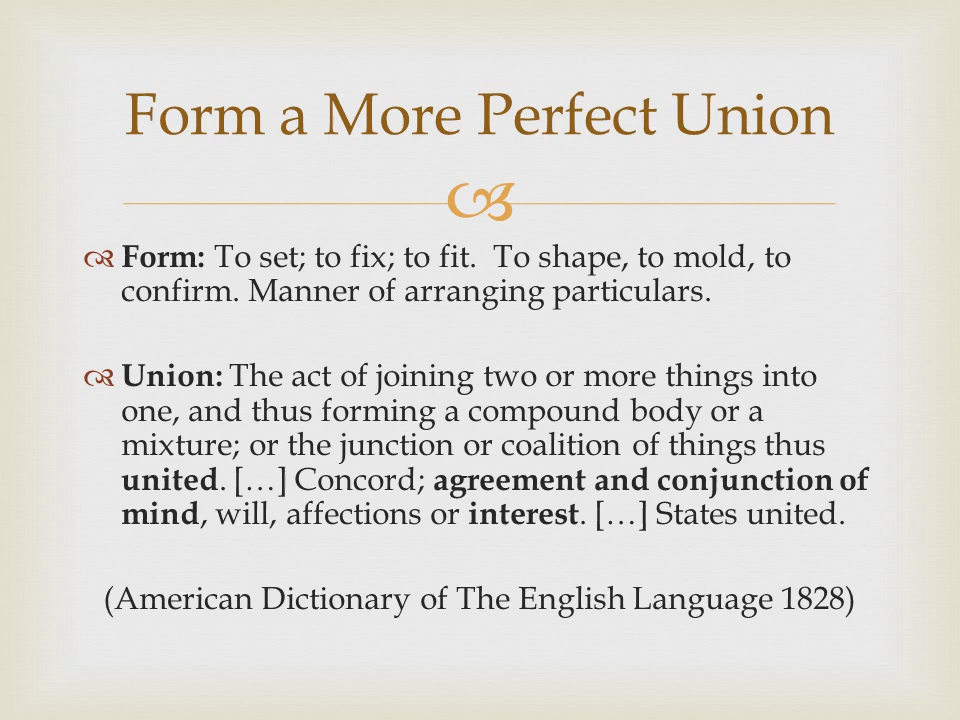 Form a More Perfect Union
Form: To set; to fix; to fit.  To shape, to mold, to
confirm. Manner of arranging particulars.
Union: The act of joining two or more things into
one, and thus forming a compound body or a
mixture; or the junction or coalition of things thus
united. […] Concord; agreement and conjunction of
mind, will, affections or interest. […] States united.
(American Dictionary of The English Language 1828)